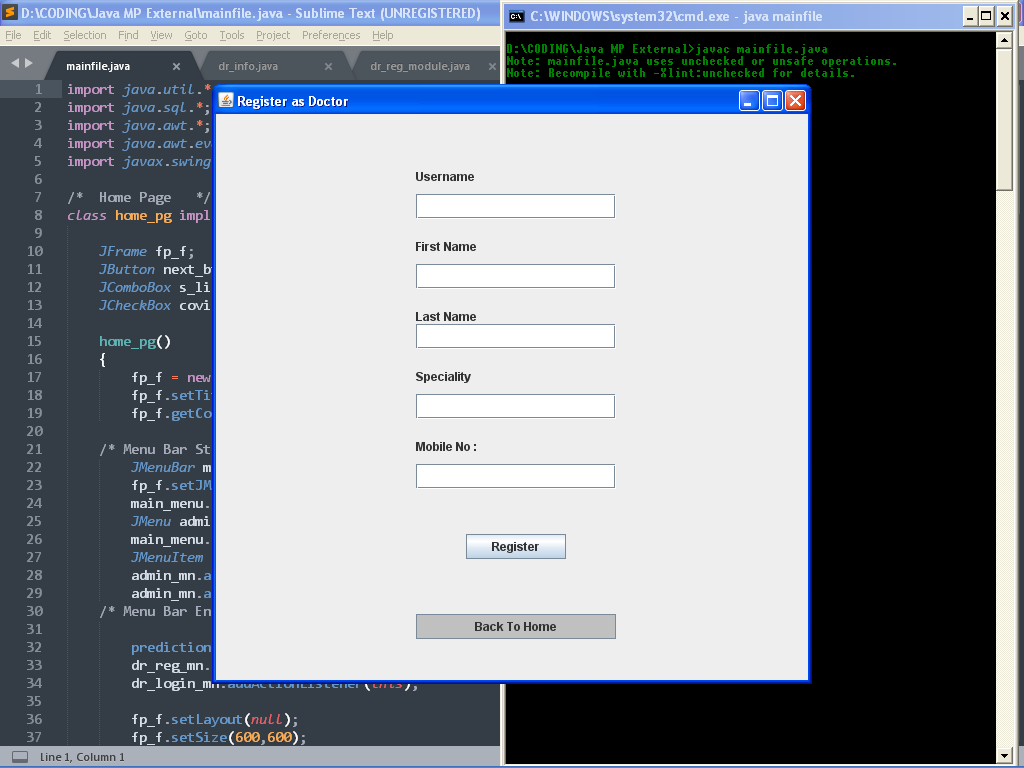 D:\CODING\Java MP External\mainfile.java - Sublime Text (UNREGISTERED)
File Edit Selection Find View Goto Tools Project Preferences Help
mainfile.java × dr_info.java × dr_reg_module.java ×
1 import java.util.*
2 import java.sql.*;
3 import java.awt.*;
4 import java.awt.ev
5 import javax.swing
6
7 /* Home Page */
8 class home_pg impl
9
10 JFrame fp_f;
11 JButton next_b
12 JComboBox s_li
13 JCheckBox covi
14
15 home_pg()
16 {
17 fp_f = new
18 fp_f.setTi
19 fp_f.getCo
20
21 /* Menu Bar St
22 JMenuBar m
23 fp_f.setJM
24 main_menu.
25 JMenu admi
26 main_menu.
27 JMenuItem
28 admin_mn.a
29 admin_mn.a
30 /* Menu Bar En
31
32 prediction
33 dr_reg_mn.
34 dr_login_mn.addActionListener(this);
35
36 fp_f.setLayout(null);
37 fp_f.setSize(600,600);
Line 1, Column 1
C:\WINDOWS\system32\cmd.exe - java mainfile
D:\CODING\Java MP External>javac mainfile.java
Note: mainfile.java uses unchecked or unsafe operations.
Note: Recompile with -Xlint:unchecked for details.
Register as Doctor
Username
First Name
Last Name
Speciality
Mobile No :
Register
Back To Home